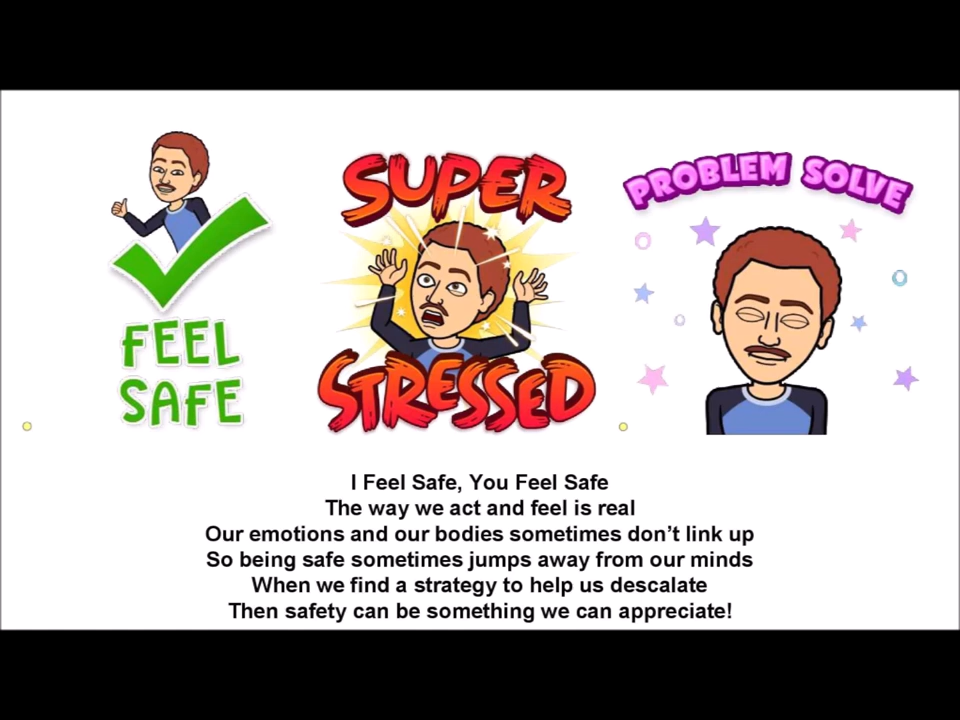 FEEL
SAFE
SUPER
STRESSED
PROBLEM SOLVE
I Feel Safe, You Feel Safe
The way we act and feel is real
Our emotions and our bodies sometimes don’t link up
So being safe sometimes jumps away from our minds
When we find a strategy to help us descalate
Then safety can be something we can appreciate!